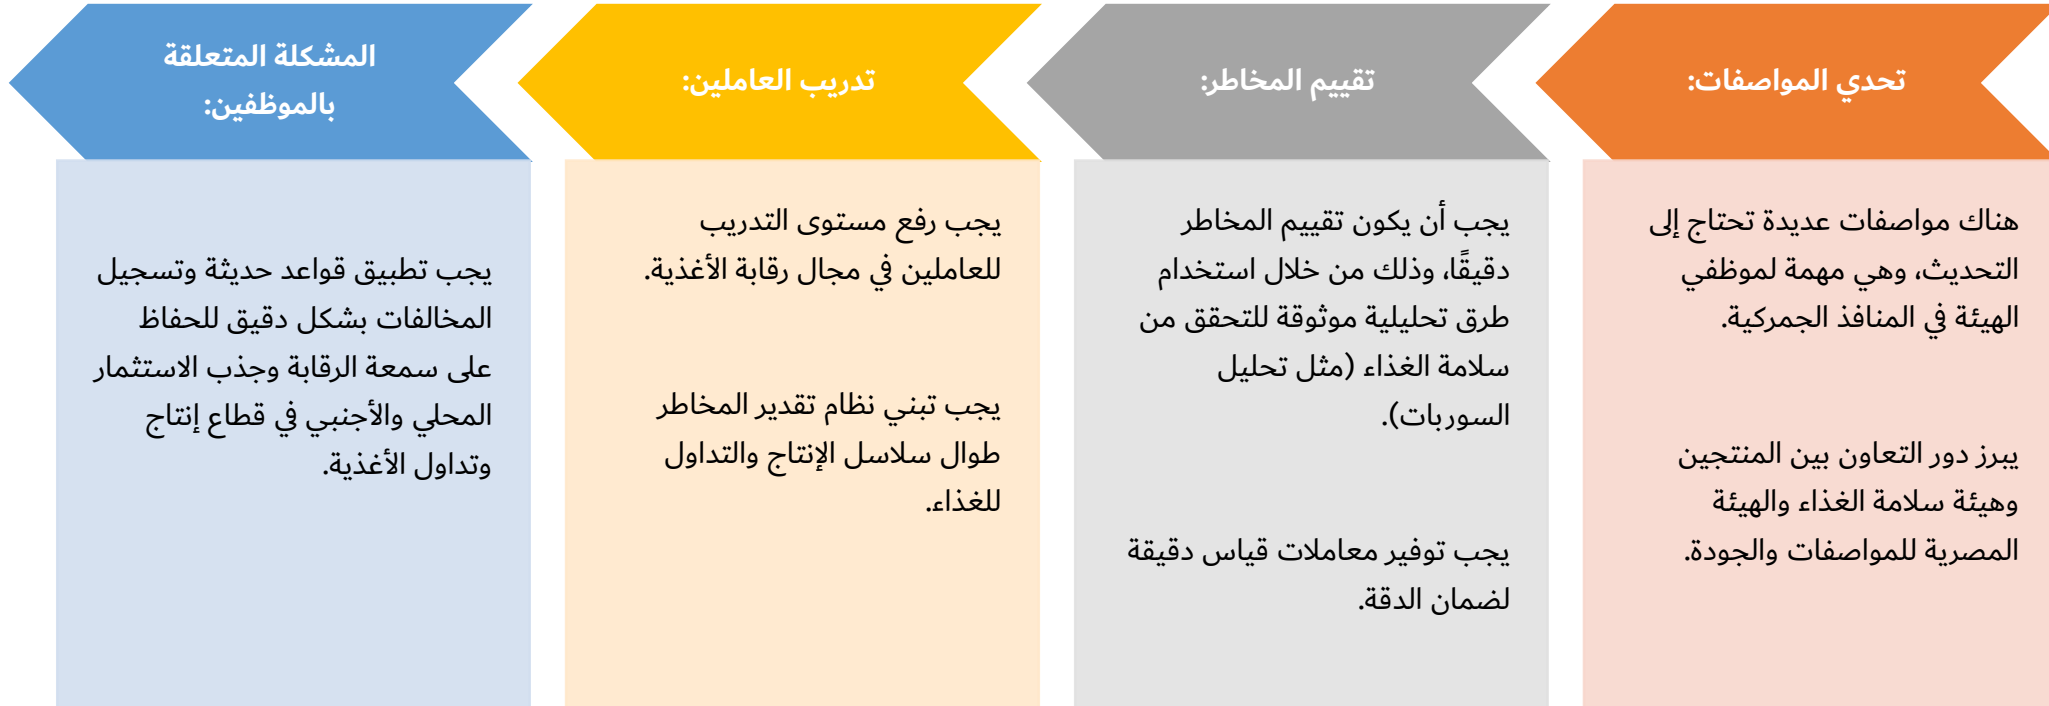 تحدي المواصفات:
هناك مواصفات عديدة تحتاج إلى
التحديث، وهي مهمة لموظفي
الهيئة في المنافذ الجمركية.
يبرز دور التعاون بين المنتجين
وهيئة سلامة الغذاء والهيئة
المصرية للمواصفات والجودة.
تقييم المخاطر:
يجب أن يكون تقييم المخاطر
دقيقًا، وذلك من خلال استخدام
طرق تحليلية موثوقة للتحقق من
سلامة الغذاء (مثل تحليل
السوربات).
يجب توفير معاملات قياس دقيقة
لضمان الدقة.
تدريب العاملين:
يجب رفع مستوى التدريب
للعاملين في مجال رقابة الأغذية.
يجب تبني نظام تقدير المخاطر
طوال سلاسل الإنتاج والتداول
للغذاء.
المشكلة المتعلقة
بالموظفين:
يجب تطبيق قواعد حديثة وتسجيل
المخالفات بشكل دقيق للحفاظ
على سمعة الرقابة وجذب الاستثمار
المحلي والأجنبي في قطاع إنتاج
وتداول الأغذية.